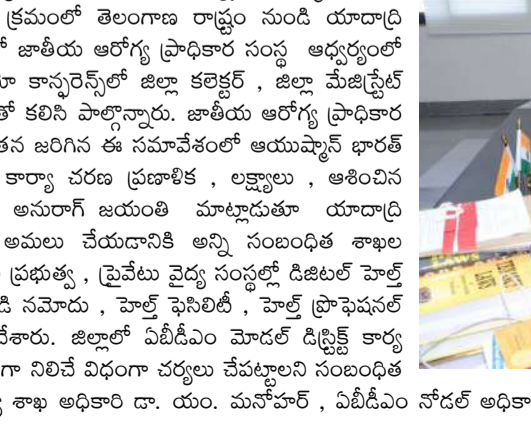 క్రమంలో తెలంగాణ రాష్ట్రం నుండి యాదాద్రి
జాతీయ ఆరోగ్య ప్రాధికార సంస్థ ఆధ్వర్యంలో
కాన్ఫరెన్స్‌లో జిల్లా కలెక్టర్ , జిల్లా మేజిస్ట్రేట్
తో కలిసి పాల్గొన్నారు. జాతీయ ఆరోగ్య ప్రాధికార
జరిగిన ఈ సమావేశంలో ఆయుష్మాన్ భారత్
కార్యా చరణ ప్రణాళిక , లక్ష్యాలు , ఆశించిన
అనురాగ్ జయంతి మాట్లాడుతూ యాదాద్రి
అమలు చేయడానికి అన్ని సంబంధిత శాఖల
ప్రభుత్వ , ప్రైవేటు వైద్య సంస్థల్లో డిజిటల్ హెల్త్
నమోదు , హెల్త్ ఫెసిలిటీ , హెల్త్ ప్రొఫెషనల్
జిల్లాలో ఏబీడీఎం మోడల్ డిస్ట్రిక్ట్ కార్య
గా నిలిచే విధంగా చర్యలు చేపట్టాలని సంబంధిత
శాఖ అధికారి డా. యం. మనోహర్ , ఏబీడీఎం నోడల్